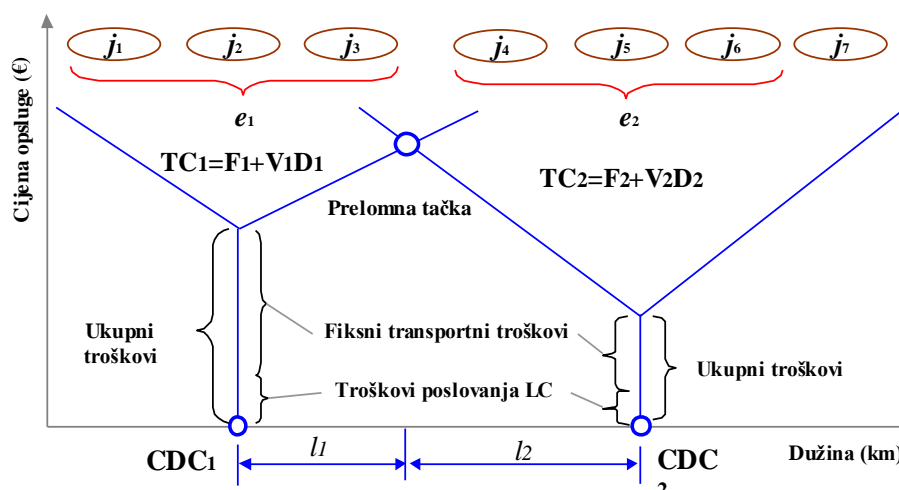 Cijena opsluge (€)
j1 j2 j3 j4 j5 j6 j7
e1 e2
TC1=F1+V1D1
TC2=F2+V2D2
Prelomna tačka
Ukupni
troškovi
Fiksni transportni troškovi
Troškovi poslovanja LC
Ukupni troškovi
CDC1 l1 l2 CDC
2
Dužina (km)